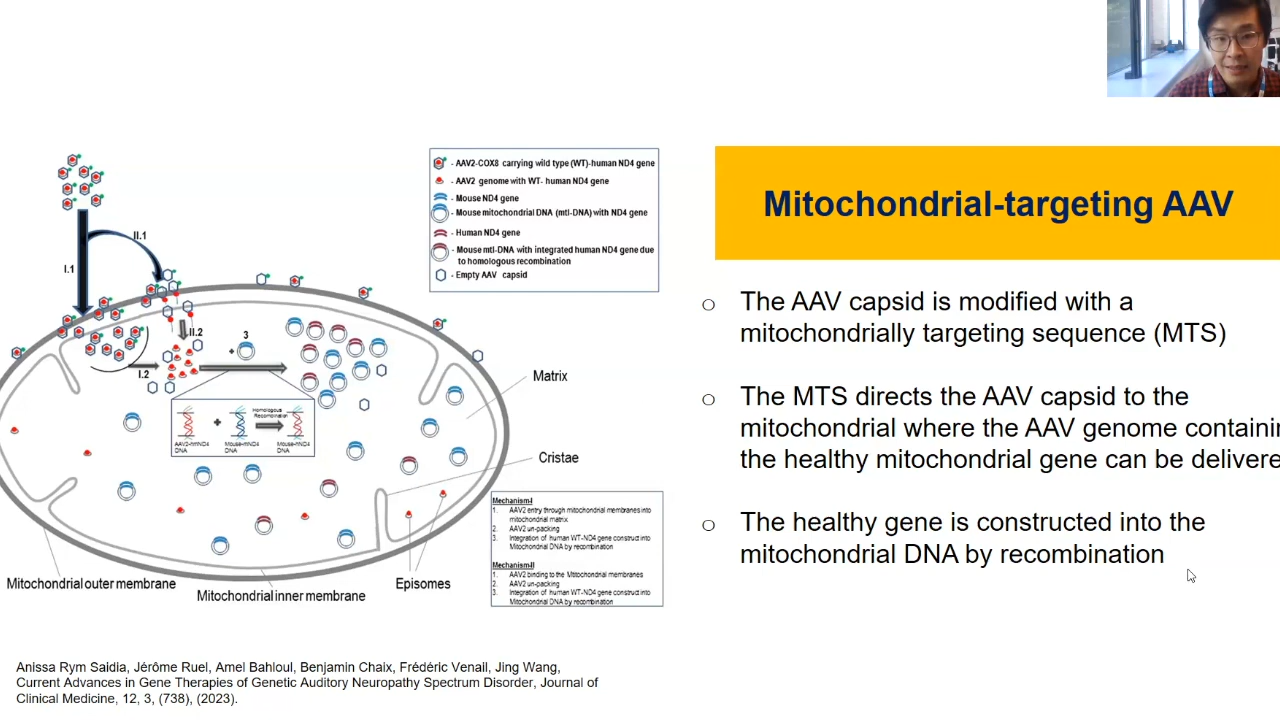 AAV2-COX8 carrying wild type (WT)-human ND4 gene
- AAV2 genome with WT- human ND4 gene
- Mouse ND4 gene
- Mouse mitochondrial DNA (mtl-DNA) with ND4 gene
- Human ND4 gene
- Mouse mtl-DNA with integrated human ND4 gene due
to homologous recombination
- Empty AAV capsid
II.1
I.1
II.2
3
+
I.2
Homologous
Recombination
+
AAV2-hMND4
DNA
Mouse-mND4
DNA
Mouse-hND4
DNA
Matrix
Cristae
Mechanism-I
1. AAV2 entry through mitochondrial membranes into
mitochondrial matrix
2. AAV2 un-packing
3. Integration of human WT-ND4 gene construct into
Mitochondrial DNA by recombination
Mechanism-II
1. AAV2 binding to the Mitochondrial membranes
2. AAV2 un-packing
3. Integration of human WT-ND4 gene construct into
Mitochondrial DNA by recombination
Mitochondrial outer membrane
Mitochondrial inner membrane
Episomes
Anissa Rym Saidia, Jérôme Ruel, Amel Bahloul, Benjamin Chaix, Frédéric Venail, Jing Wang,
Current Advances in Gene Therapies of Genetic Auditory Neuropathy Spectrum Disorder, Journal of
Clinical Medicine, 12, 3, (738), (2023).
Mitochondrial-targeting AAV
o The AAV capsid is modified with a
mitochondrially targeting sequence (MTS)
o The MTS directs the AAV capsid to the
mitochondrial where the AAV genome containin
the healthy mitochondrial gene can be delivere
o The healthy gene is constructed into the
mitochondrial DNA by recombination